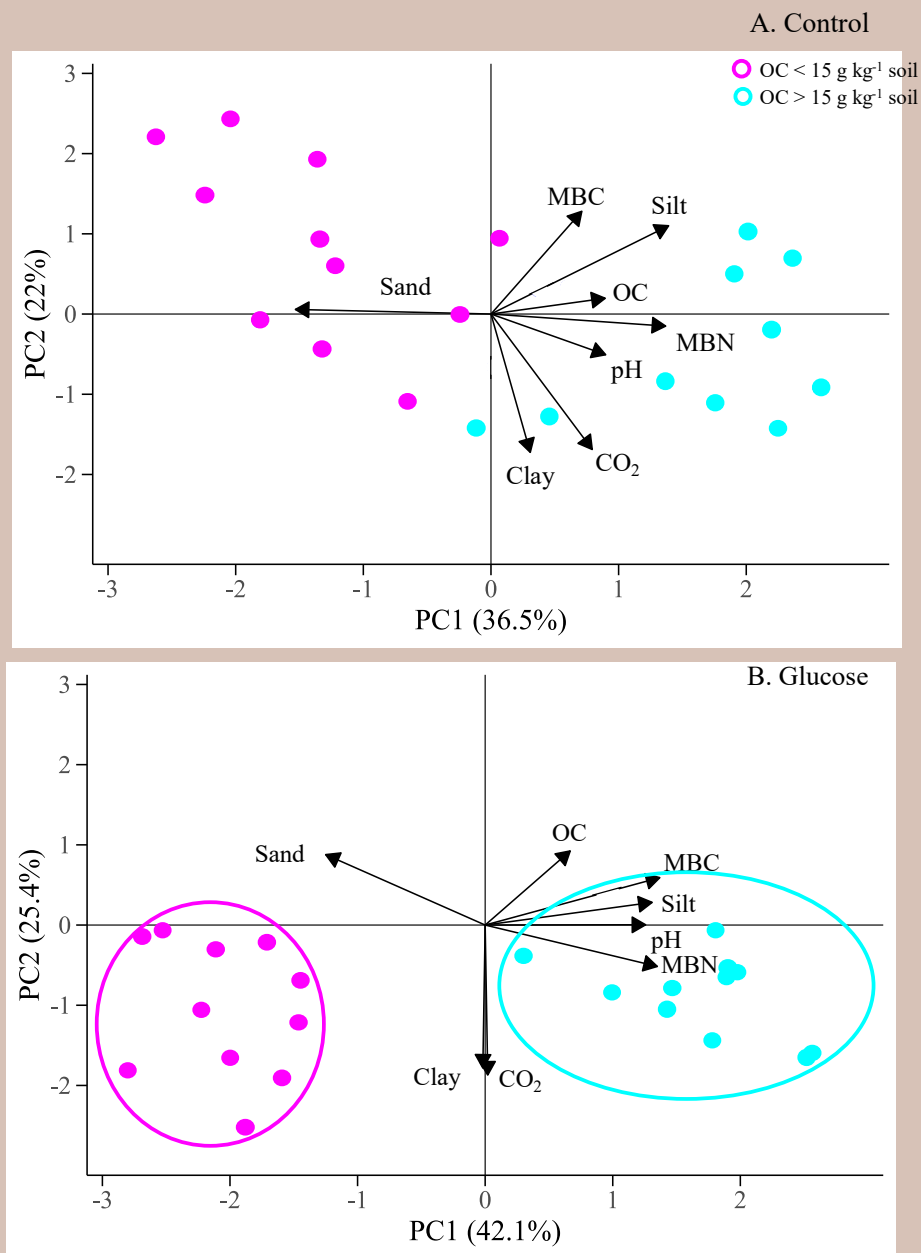 A. Control
OC < 15 g kg⁻¹ soil
OC > 15 g kg⁻¹ soil
3
2
1
0
-1
-2
PC2 (22%)
MBC
Silt
Sand
OC
MBN
pH
CO₂
Clay
-3
-2
-1
0
1
2
PC1 (36.5%)
B. Glucose
3
2
1
0
-1
-2
PC2 (25.4%)
OC
Sand
MBC
Silt
pH
MBN
Clay
CO₂
-3
-2
-1
0
1
2
PC1 (42.1%)